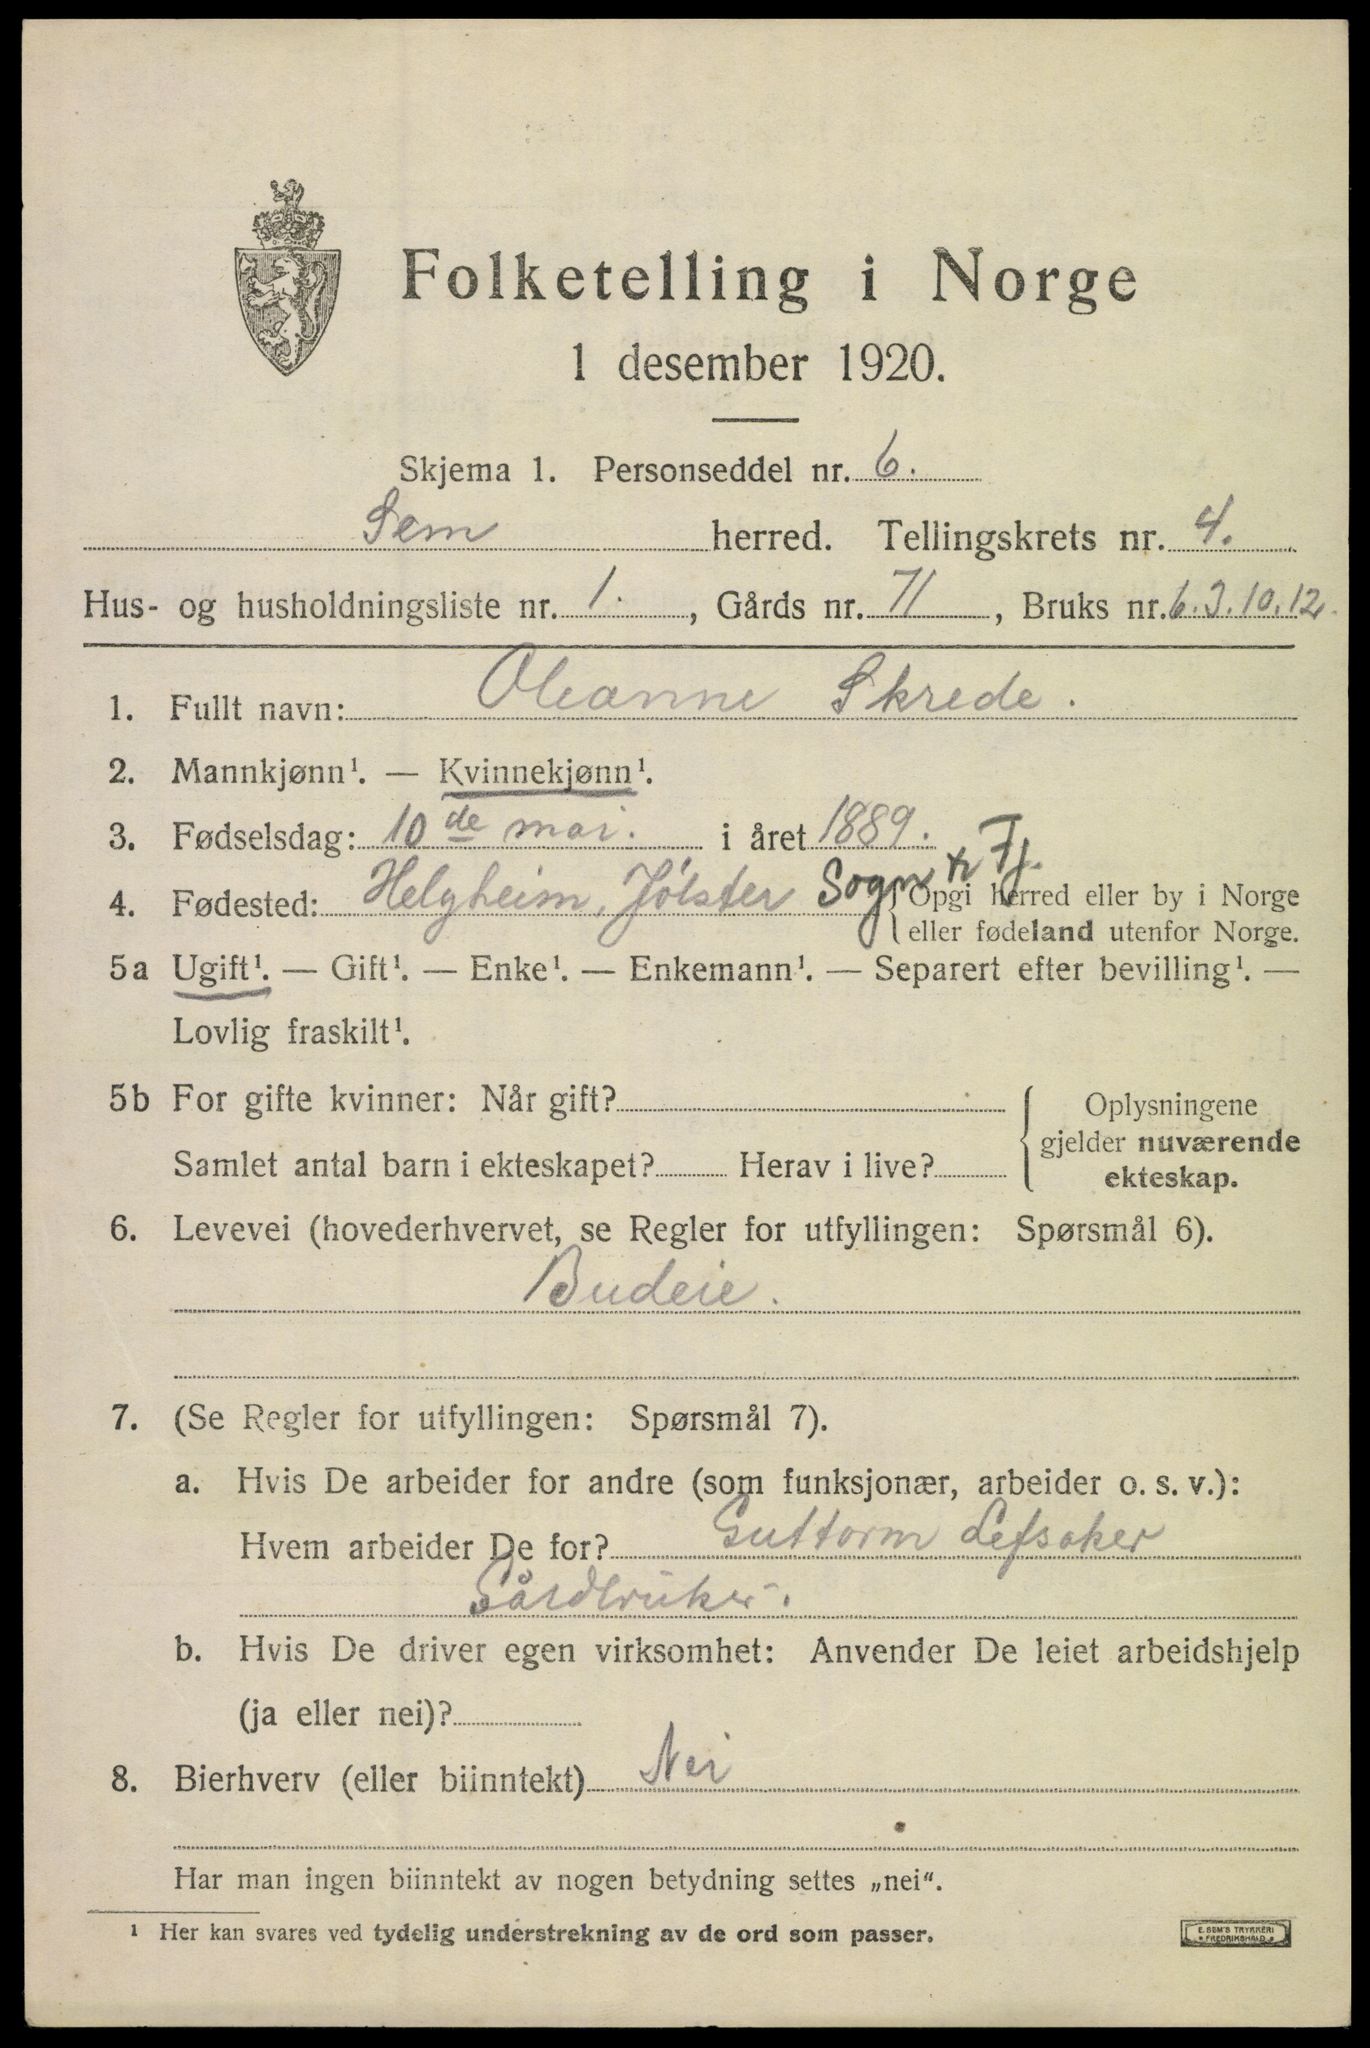 Folketelling i Norge
1 desember 1920.
Skjema 1. Personseddel nr. 6.
Sem herred. Tellingskrets nr. 4.
Hus- og husholdningsliste nr. 1., Gårds nr. 71, Bruks nr. 6.3.10.12.
1. Fullt navn: Oleanne Skrede.
2. Mannkjønn¹. — Kvinnekjønn¹.
3. Fødselsdag: 10de mai. i året 1889.
4. Fødested: Helgheim, Jölster Sogn tr Fj. {Opgi herred eller by i Norge
eller fødeland utenfor Norge.
5a Ugift¹. — Gift¹. — Enke¹. — Enkemann¹. — Separert efter bevilling¹. —
Lovlig fraskilt¹.
5b For gifte kvinner: Når gift?
Samlet antal barn i ekteskapet? Herav i live?
{Oplysningene
gjelder nuværende
ekteskap.
6. Levevei (hovederhvervet, se Regler for utfyllingen: Spørsmål 6).
Budeie.
7. (Se Regler for utfyllingen: Spørsmål 7).
a. Hvis De arbeider for andre (som funksjonær, arbeider o. s. v.):
Hvem arbeider De for? Guttorm Lefsaker
Gårdbruker.
b. Hvis De driver egen virksomhet: Anvender De leiet arbeidshjelp
(ja eller nei)?
8. Bierhverv (eller biinntekt) Nei
Har man ingen biinntekt av nogen betydning settes „nei“.
¹ Her kan svares ved tydelig understrekning av de ord som passer.
E. SEM'S TRYKKERI
FREDRIKSHALD